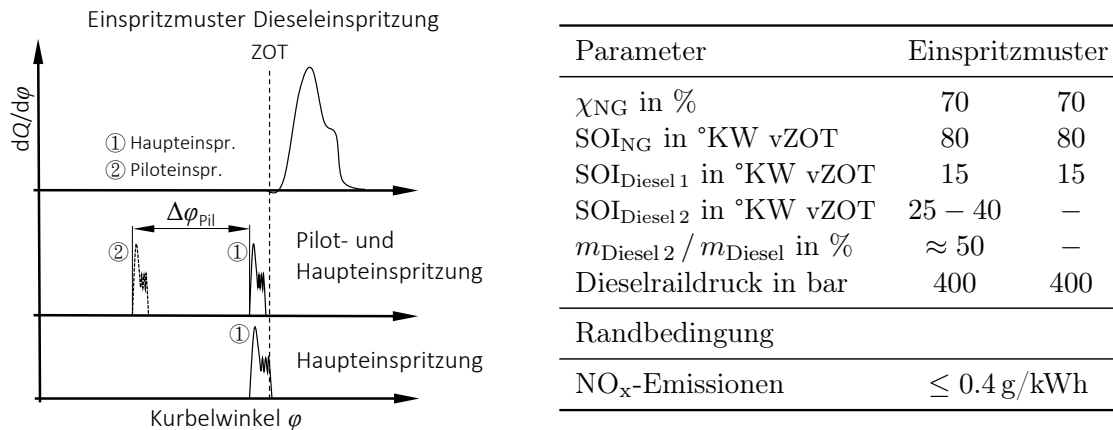 Einspritzmuster Dieseleinspritzung
ZOT
dQ/dφ
① Haupteinspr.
② Piloteinspr.
Δφ_Pil
② ① Pilot- und
Haupteinspritzung
① Haupteinspritzung
Kurbelwinkel φ
Parameter Einspritzmuster
χ_NG in % 70 70
SOI_NG in °KW vZOT 80 80
SOI_Diesel 1 in °KW vZOT 15 15
SOI_Diesel 2 in °KW vZOT 25 – 40 –
m_Diesel 2 / m_Diesel in % ≈ 50 –
Dieselraildruck in bar 400 400
Randbedingung
NO_x-Emissionen ≤ 0.4 g/kWh